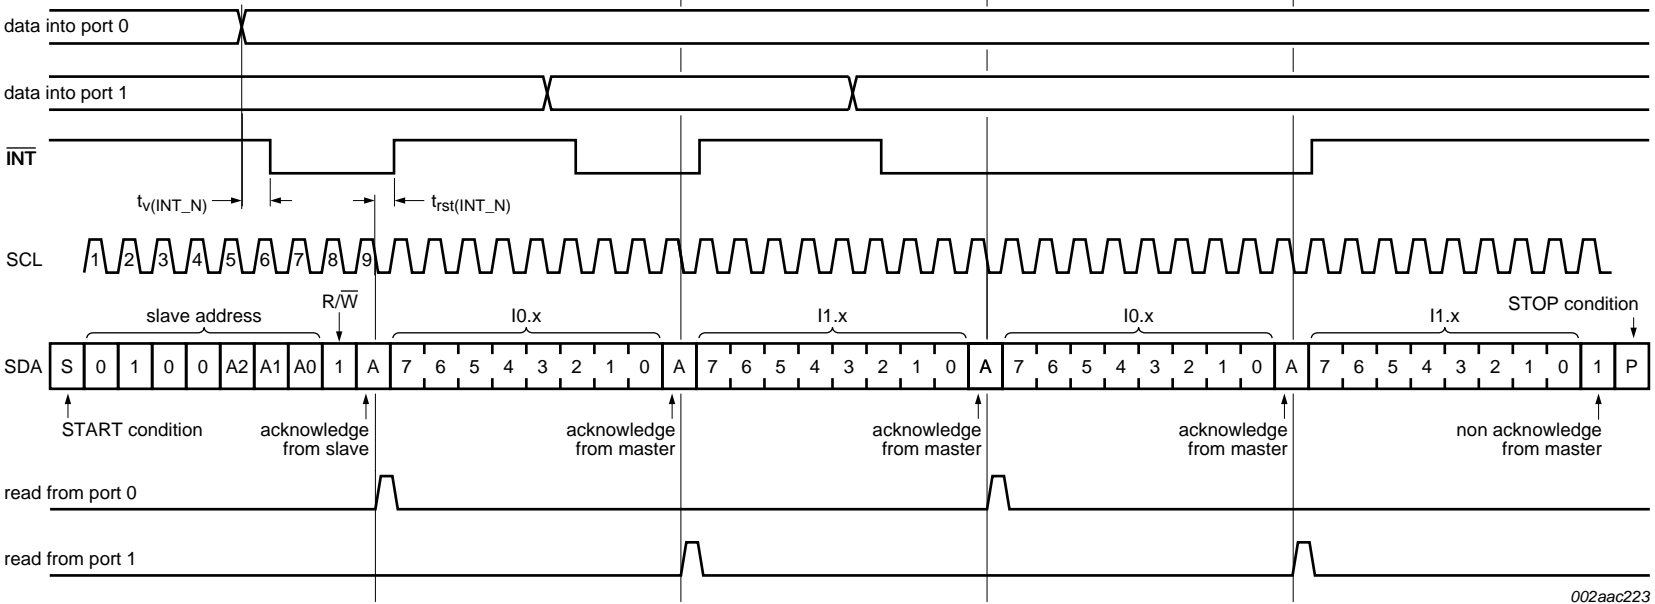 data into port 0
data into port 1
INT
tv(INT_N)
trst(INT_N)
SCL
1 2 3 4 5 6 7 8 9
R/W
STOP condition
slave address
I0.x
I1.x
I0.x
I1.x
SDA S 0 1 0 0 A2 A1 A0 1 A 7 6 5 4 3 2 1 0 A 7 6 5 4 3 2 1 0 A 7 6 5 4 3 2 1 0 A 7 6 5 4 3 2 1 0 1 P
START condition
acknowledge
from slave
acknowledge
from master
acknowledge
from master
acknowledge
from master
non acknowledge
from master
read from port 0
read from port 1
002aac223